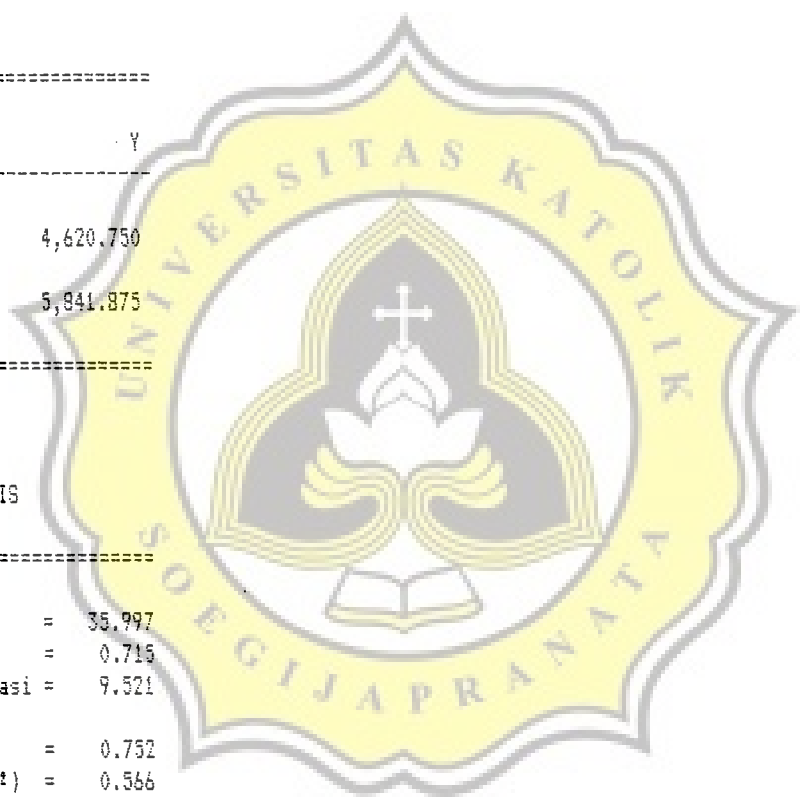 =============
Y
-------------
4,620.750
5,841.875
=============
IS
=============
= 35.997
= 0.715
asi = 9.521
= 0.752
²) = 0.566
UNIVERSITAS KATOLIK
SOEGIJAPRANATA